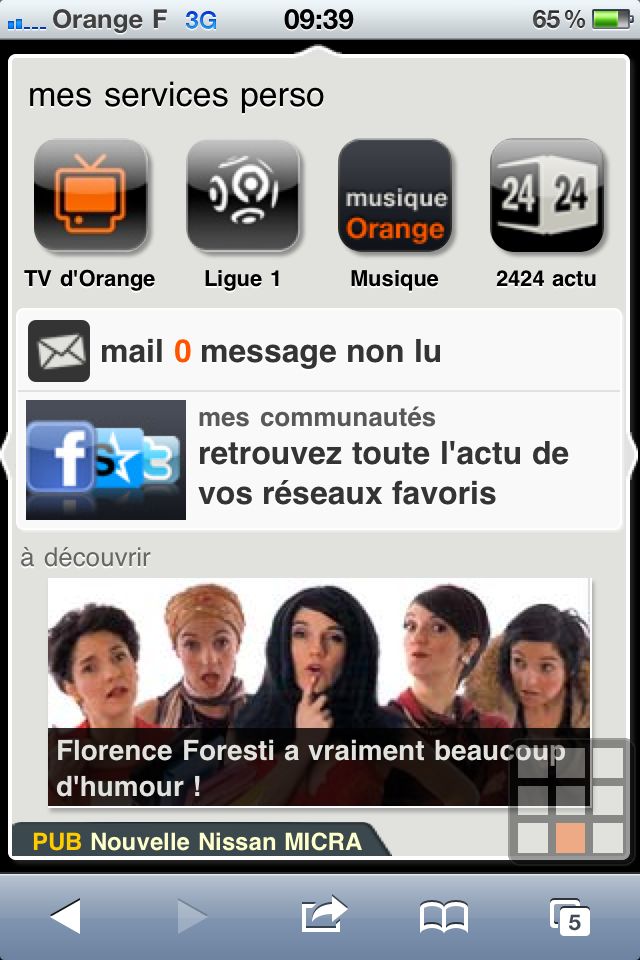 Orange F 3G 09:39 65 %
mes services perso
musique
Orange
24 24
TV d'Orange Ligue 1 Musique 2424 actu
mail 0 message non lu
mes communautés
retrouvez toute l'actu de
vos réseaux favoris
à découvrir
Florence Foresti a vraiment beaucoup
d'humour !
PUB Nouvelle Nissan MICRA
5